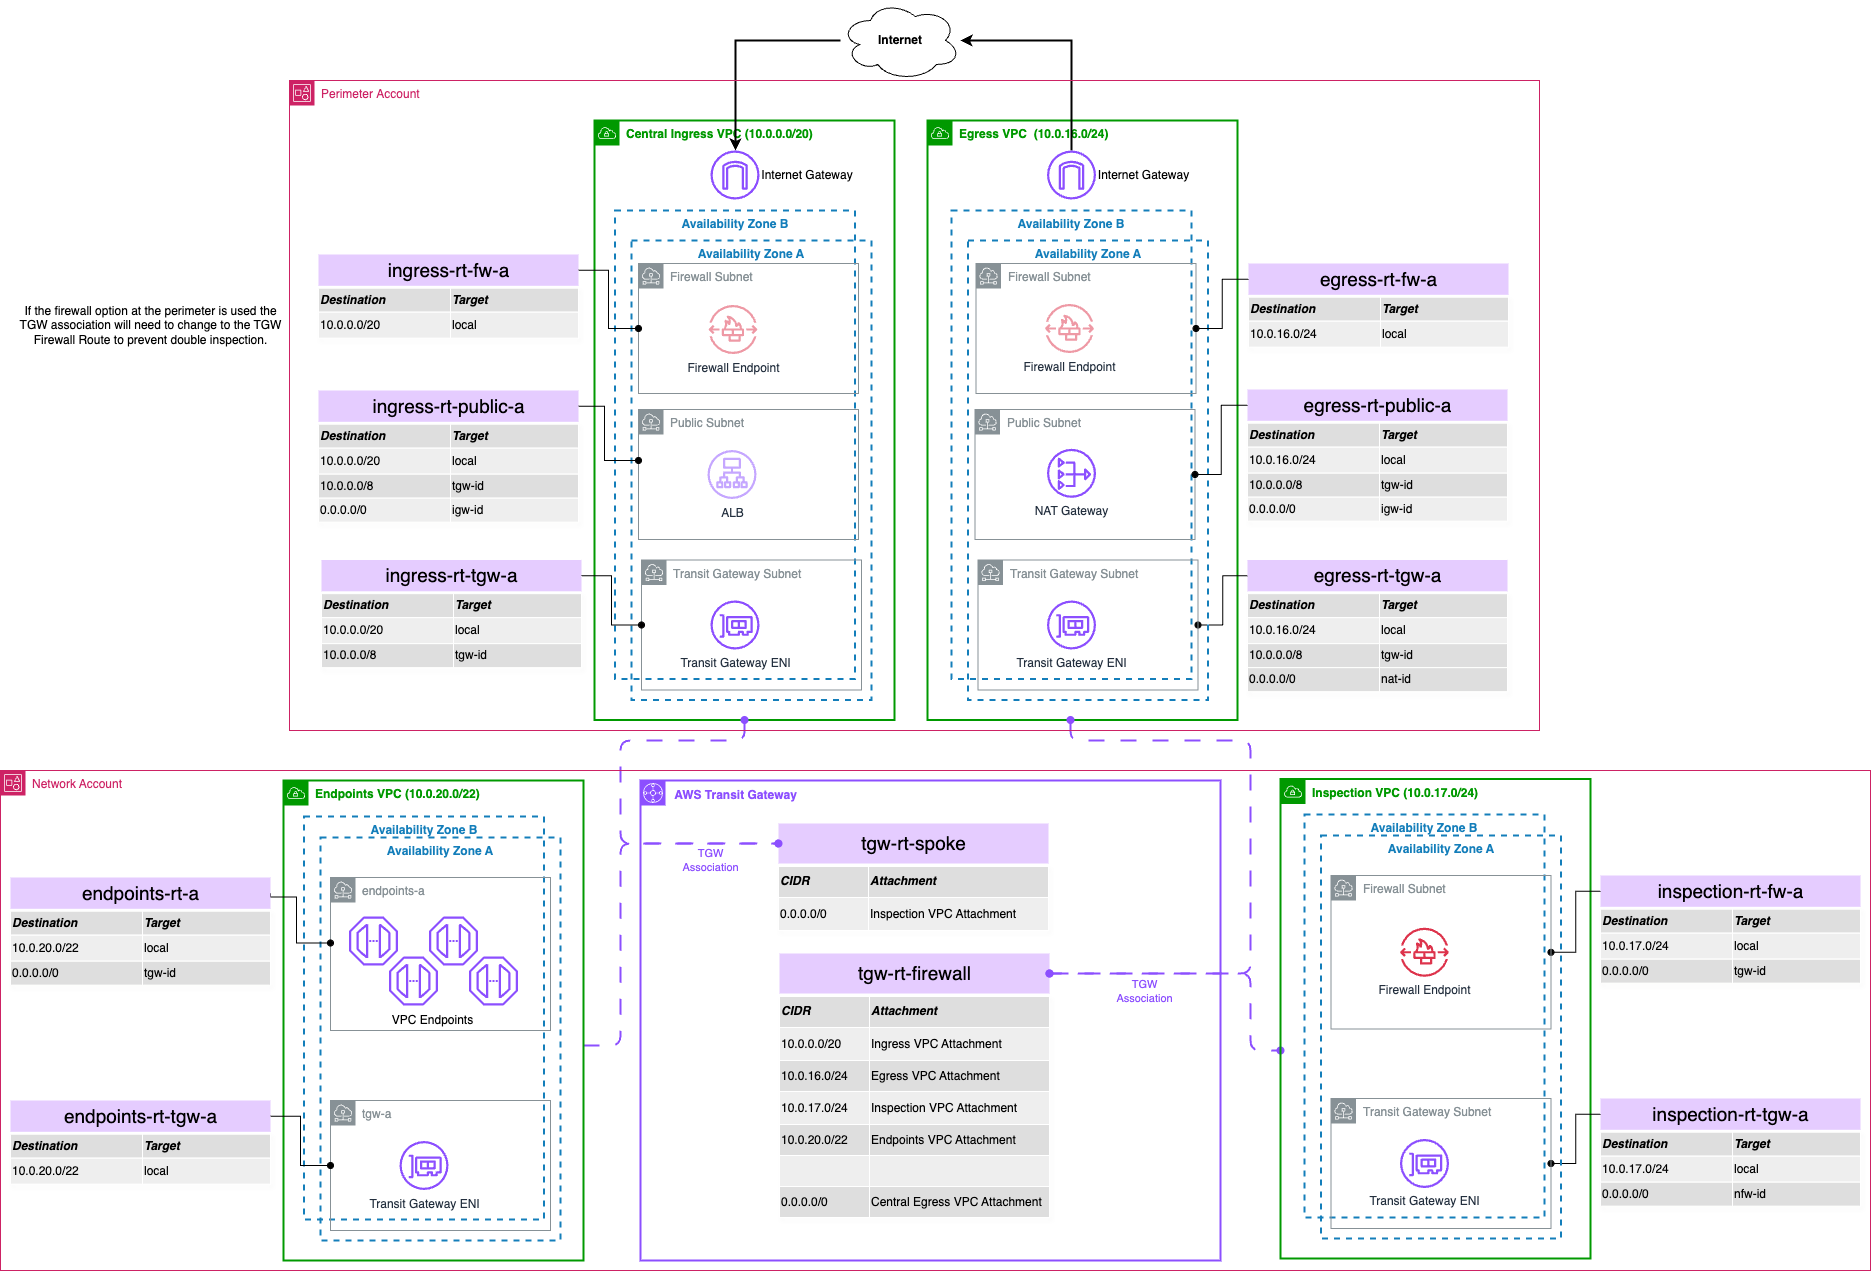 Internet
Perimeter Account
Central Ingress VPC (10.0.0.0/20)
Internet Gateway
Availability Zone B
Availability Zone A
Firewall Subnet
Firewall Endpoint
Public Subnet
ALB
Transit Gateway Subnet
Transit Gateway ENI
Egress VPC (10.0.16.0/24)
Internet Gateway
Availability Zone B
Availability Zone A
Firewall Subnet
Firewall Endpoint
Public Subnet
NAT Gateway
Transit Gateway Subnet
Transit Gateway ENI
If the firewall option at the perimeter is used the
TGW association will need to change to the TGW
Firewall Route to prevent double inspection.
ingress-rt-fw-a
Destination Target
10.0.0.0/20 local
ingress-rt-public-a
Destination Target
10.0.0.0/20 local
10.0.0.0/8 tgw-id
0.0.0.0/0 igw-id
ingress-rt-tgw-a
Destination Target
10.0.0.0/20 local
10.0.0.0/8 tgw-id
egress-rt-fw-a
Destination Target
10.0.16.0/24 local
egress-rt-public-a
Destination Target
10.0.16.0/24 local
10.0.0.0/8 tgw-id
0.0.0.0/0 igw-id
egress-rt-tgw-a
Destination Target
10.0.16.0/24 local
10.0.0.0/8 tgw-id
0.0.0.0/0 nat-id
Network Account
Endpoints VPC (10.0.20.0/22)
Availability Zone B
Availability Zone A
endpoints-a
VPC Endpoints
tgw-a
Transit Gateway ENI
endpoints-rt-a
Destination Target
10.0.20.0/22 local
0.0.0.0/0 tgw-id
endpoints-rt-tgw-a
Destination Target
10.0.20.0/22 local
AWS Transit Gateway
TGW
Association
tgw-rt-spoke
CIDR Attachment
0.0.0.0/0 Inspection VPC Attachment
tgw-rt-firewall
CIDR Attachment
10.0.0.0/20 Ingress VPC Attachment
10.0.16.0/24 Egress VPC Attachment
10.0.17.0/24 Inspection VPC Attachment
10.0.20.0/22 Endpoints VPC Attachment
0.0.0.0/0 Central Egress VPC Attachment
TGW
Association
Inspection VPC (10.0.17.0/24)
Availability Zone B
Availability Zone A
Firewall Subnet
Firewall Endpoint
Transit Gateway Subnet
Transit Gateway ENI
inspection-rt-fw-a
Destination Target
10.0.17.0/24 local
0.0.0.0/0 tgw-id
inspection-rt-tgw-a
Destination Target
10.0.17.0/24 local
0.0.0.0/0 nfw-id